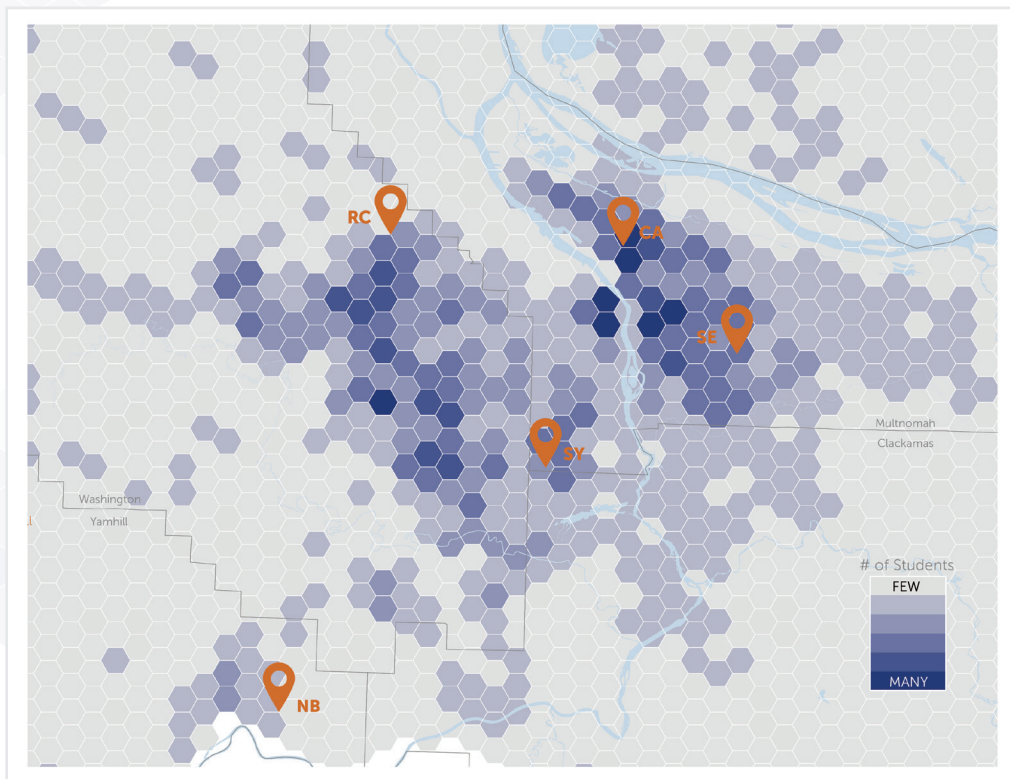 RC
CA
SE
SY
Multnomah
Clackamas
Washington
Yamhill
# of Students
FEW
MANY
NB